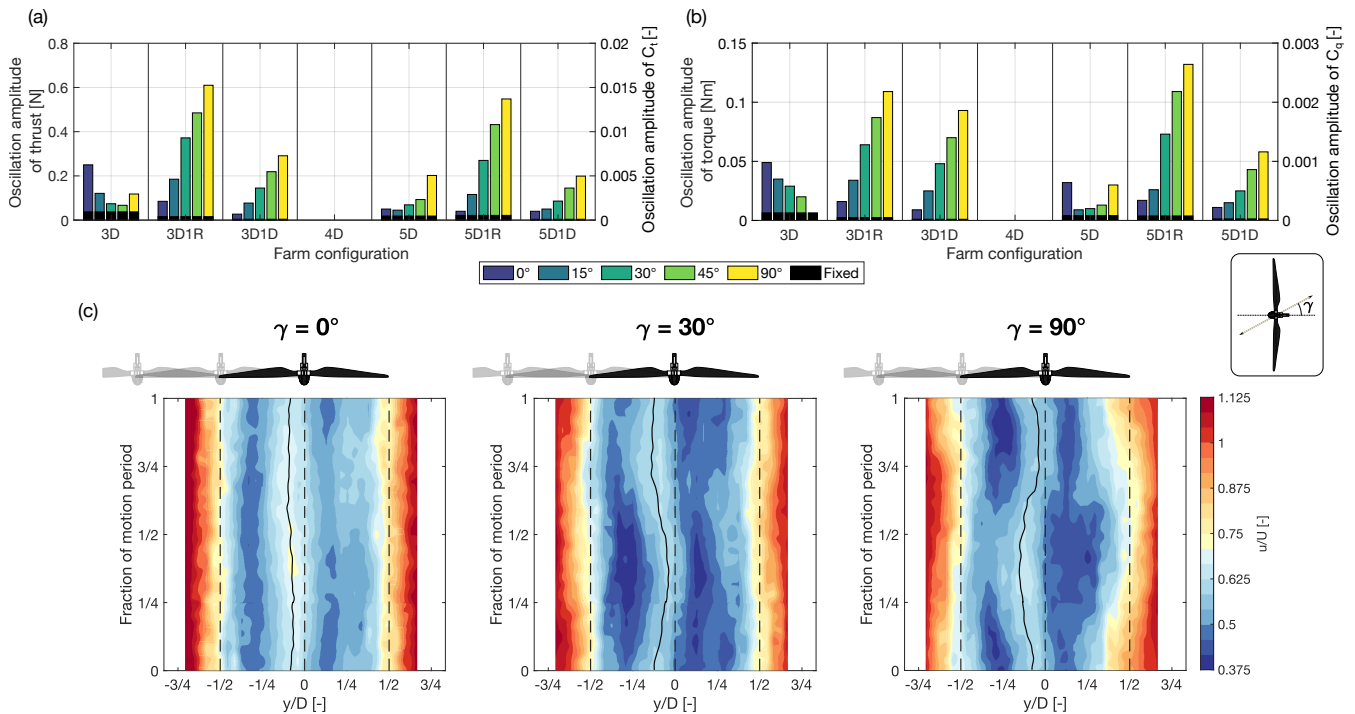 (a)
(b)
Oscillation amplitude
of thrust [N]
0.8
0.6
0.4
0.2
0
0.02
0.015
0.01
0.005
0
Oscillation amplitude of Ct [-]
3D 3D1R 3D1D 4D 5D 5R1R 5D1D
Farm configuration
Oscillation amplitude
of torque [Nm]
0.15
0.1
0.05
0
0.003
0.002
0.001
0
Oscillation amplitude of Cq [-]
3D 3D1R 3D1D 4D 5D 5D1R 5D1D
Farm configuration
0° 15° 30° 45° 90° Fixed
γ
(c)
γ = 0° γ = 30° γ = 90°
Fraction of motion period
1
3/4
1/2
1/4
0
-3/4 -1/2 -1/4 0 1/4 1/2 3/4
y/D [-]
Fraction of motion period
1
3/4
1/2
1/4
0
-3/4 -1/2 -1/4 0 1/4 1/2 3/4
y/D [-]
Fraction of motion period
1
3/4
1/2
1/4
0
-3/4 -1/2 -1/4 0 1/4 1/2 3/4
y/D [-]
1.125
1
0.875
0.75
0.625
0.5
0.375
u/U [-]